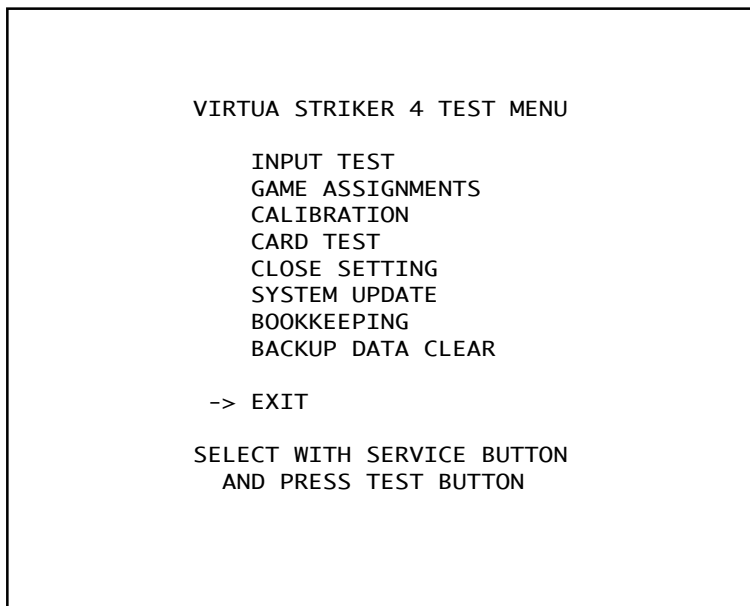 VIRTUA STRIKER 4 TEST MENU
INPUT TEST
GAME ASSIGNMENTS
CALIBRATION
CARD TEST
CLOSE SETTING
SYSTEM UPDATE
BOOKKEEPING
BACKUP DATA CLEAR
-> EXIT
SELECT WITH SERVICE BUTTON
AND PRESS TEST BUTTON